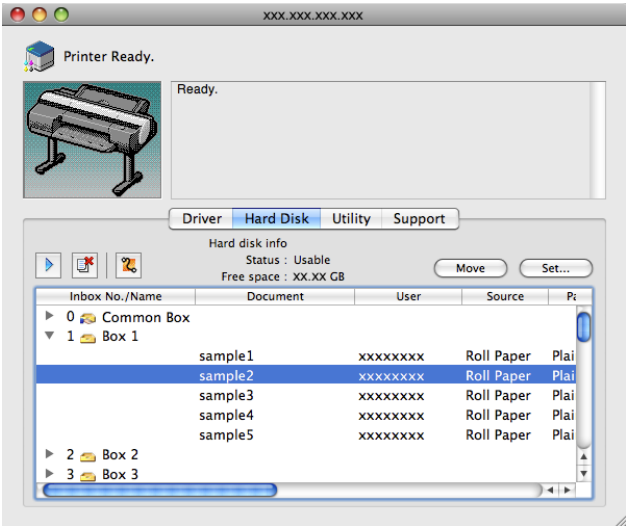 xxx.xxx.xxx.xxx
Printer Ready.
Ready.
Driver Hard Disk Utility Support
Hard disk info
Status : Usable
Free space : XX.XX GB
Move Set...
Inbox No./Name Document User Source Pa
0 Common Box
1 Box 1
sample1 xxxxxxxx Roll Paper Plai
sample2 xxxxxxxx Roll Paper Plai
sample3 xxxxxxxx Roll Paper Plai
sample4 xxxxxxxx Roll Paper Plai
sample5 xxxxxxxx Roll Paper Plai
2 Box 2
3 Box 3